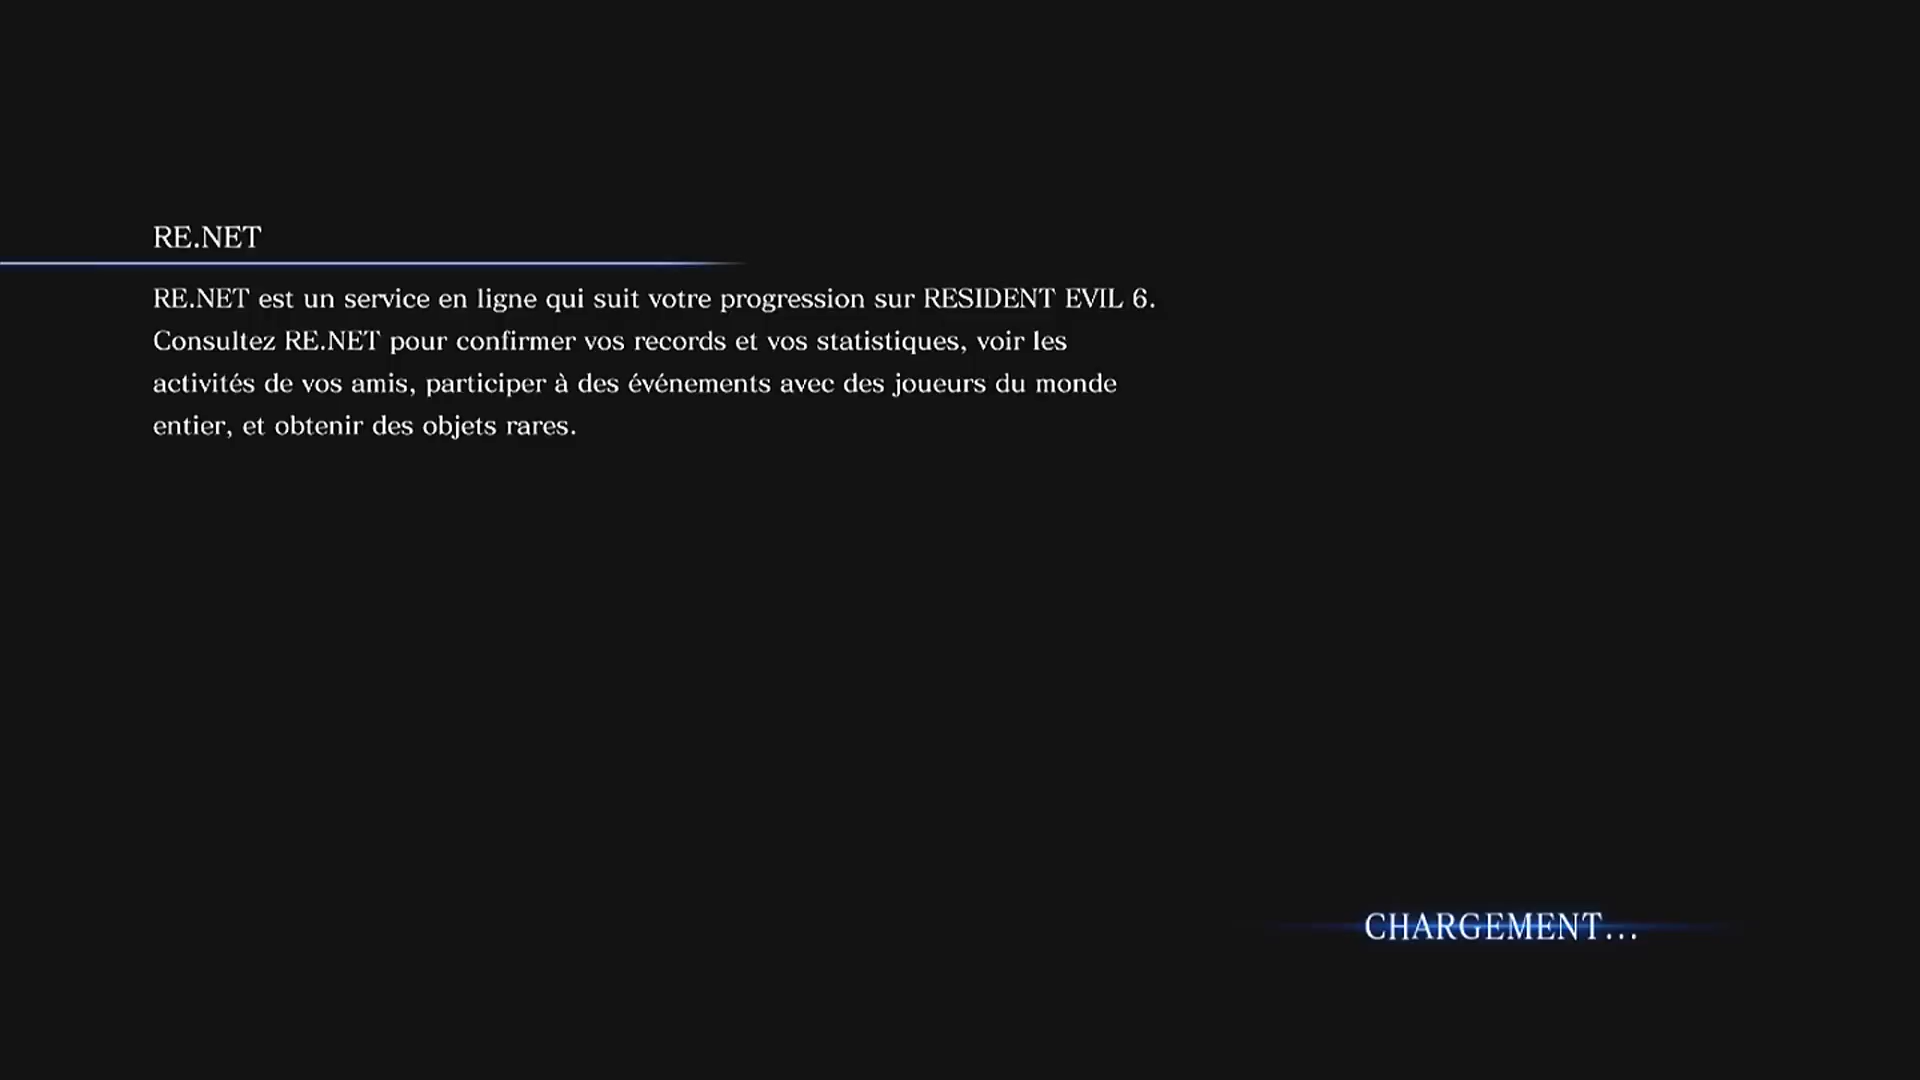 RE.NET
RE.NET est un service en ligne qui suit votre progression sur RESIDENT EVIL 6.
Consultez RE.NET pour confirmer vos records et vos statistiques, voir les
activités de vos amis, participer à des événements avec des joueurs du monde
entier, et obtenir des objets rares.
CHARGEMENT...